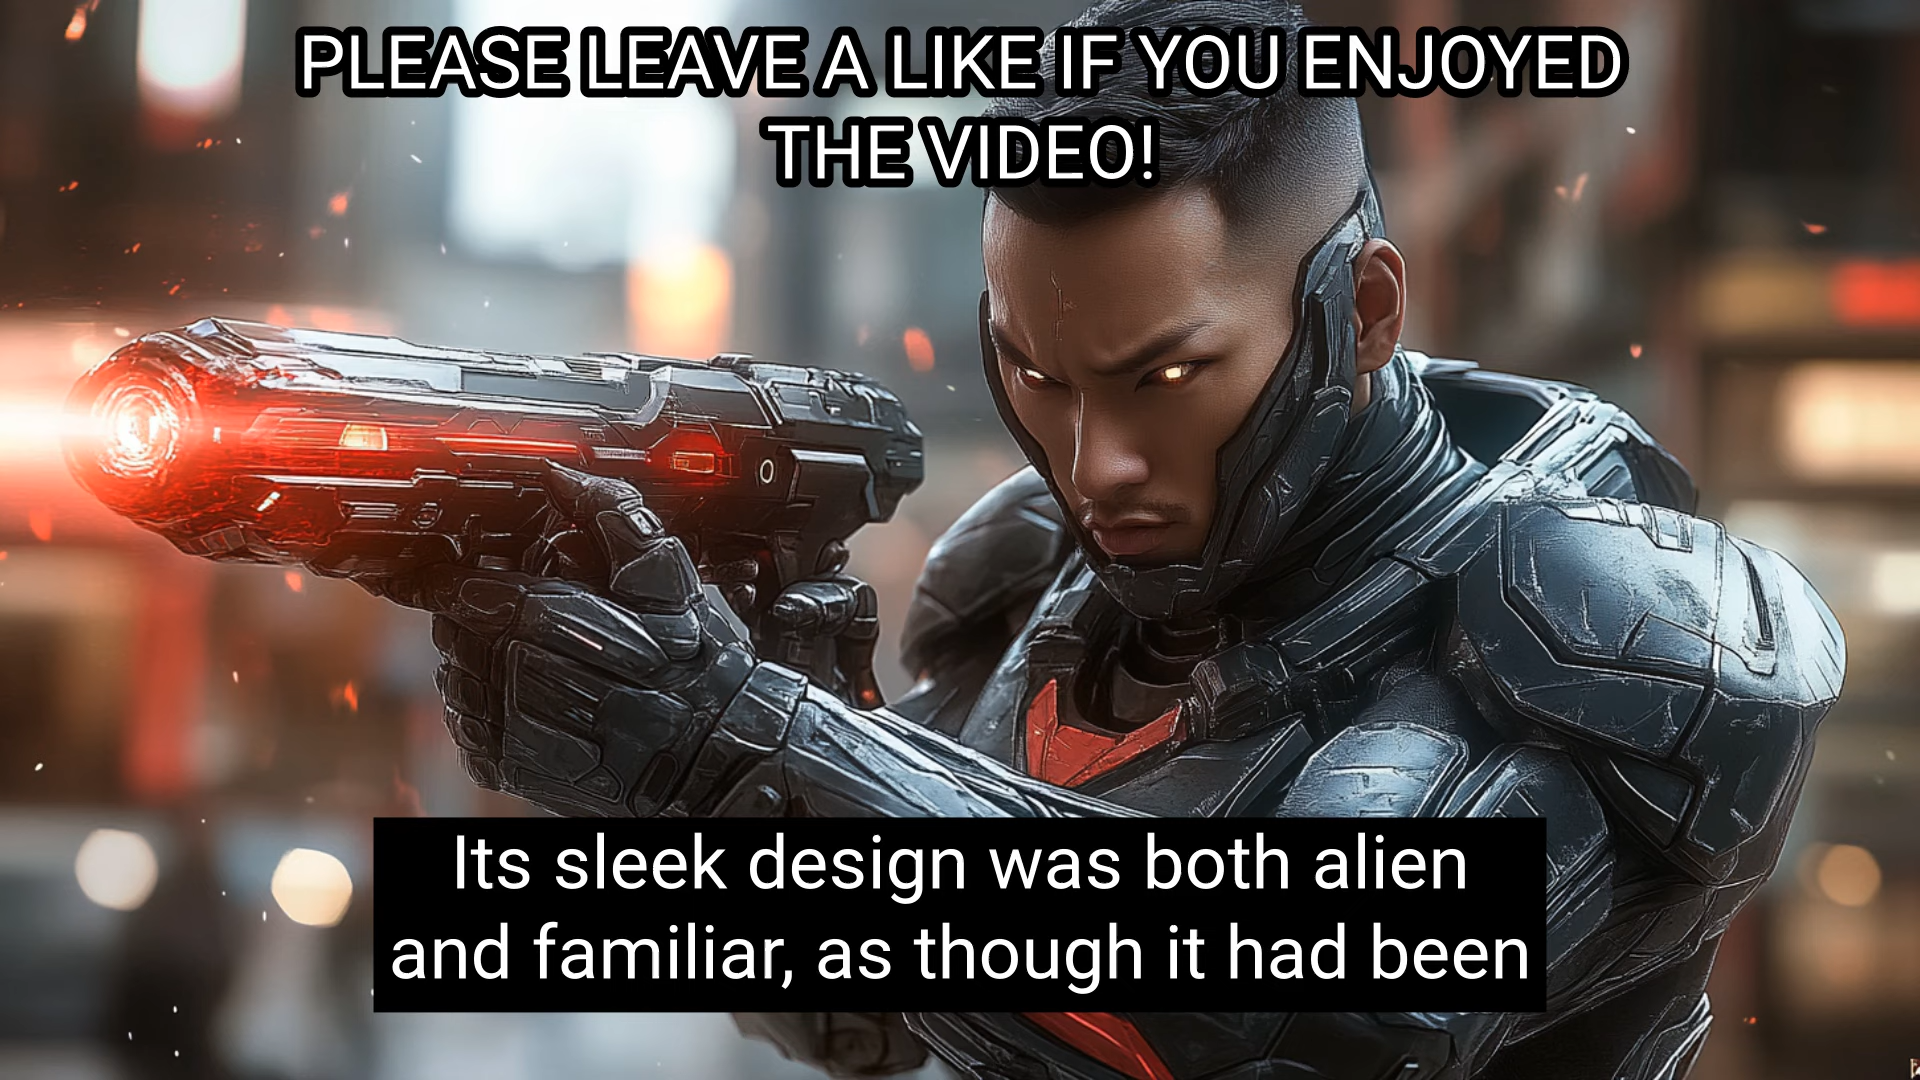 PLEASE LEAVE A LIKE IF YOU ENJOYED
THE VIDEO!
Its sleek design was both alien
and familiar, as though it had been